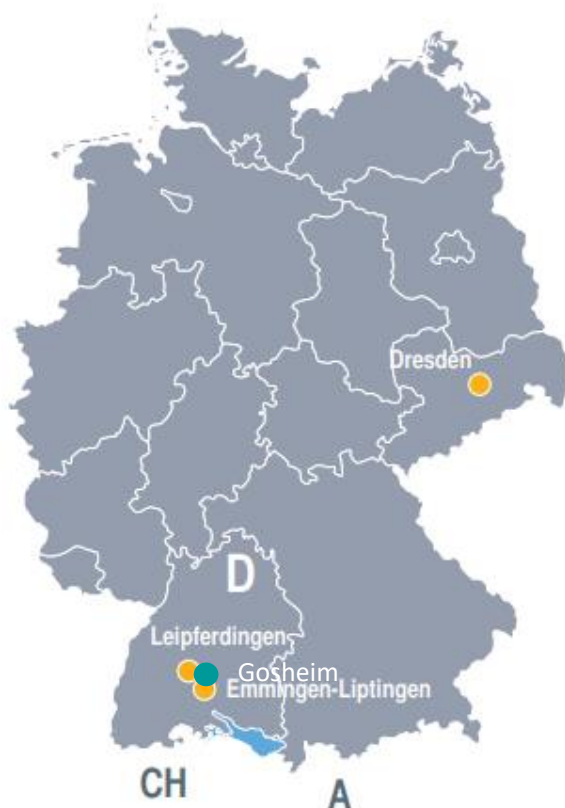 Dresden
D
Leipferdingen
Gosheim
Emmingen-Liptingen
CH
A